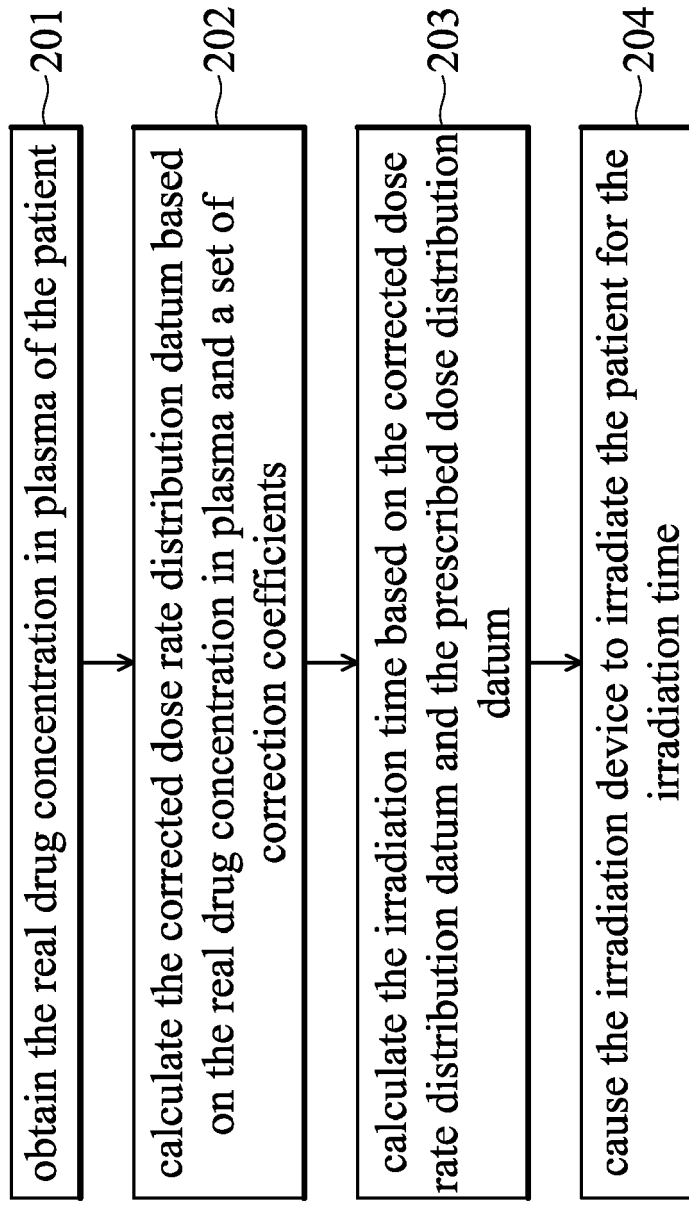 obtain the real drug concentration in plasma of the patient
201
calculate the corrected dose rate distribution datum based
on the real drug concentration in plasma and a set of
correction coefficients
202
calculate the irradiation time based on the corrected dose
rate distribution datum and the prescribed dose distribution
datum
203
cause the irradiation device to irradiate the patient for the
irradiation time
204